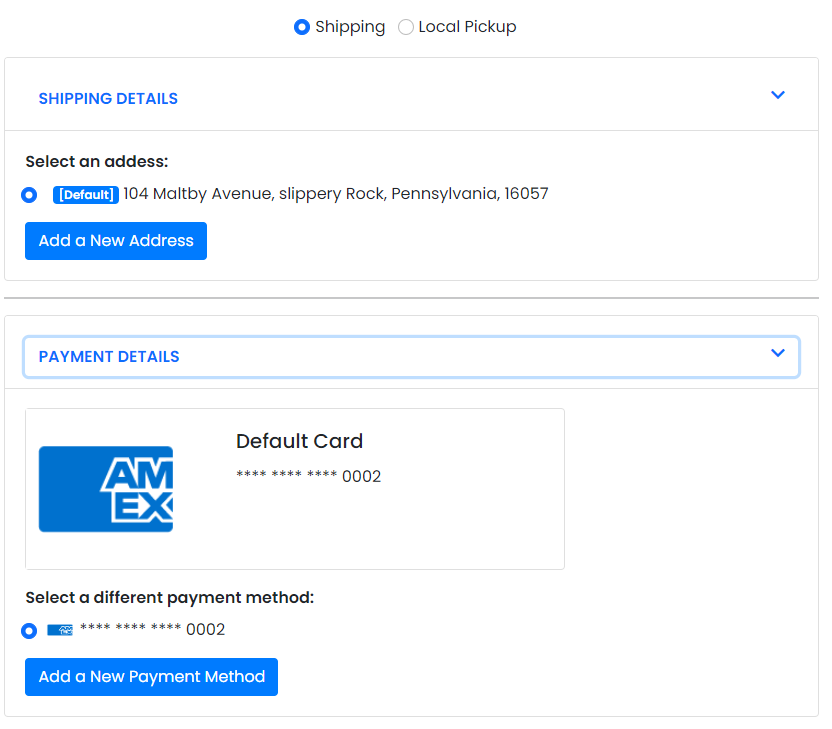 Shipping Local Pickup
SHIPPING DETAILS
Select an addess:
[Default] 104 Maltby Avenue, slippery Rock, Pennsylvania, 16057
Add a New Address
PAYMENT DETAILS
Default Card
**** **** **** 0002
AM
EX
Select a different payment method:
**** **** **** 0002
Add a New Payment Method